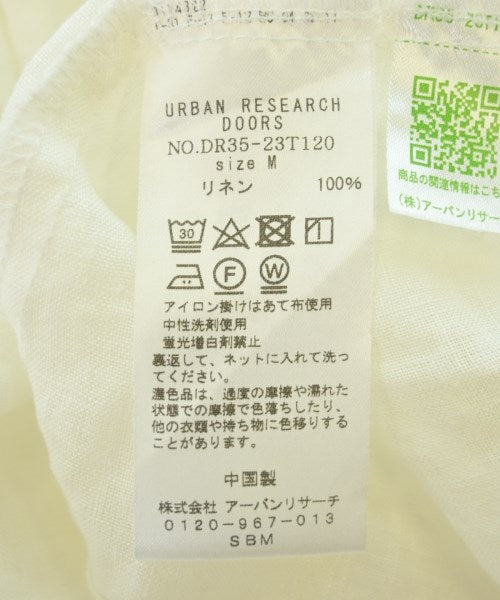 URBAN RESEARCH
DOORS
NO.DR35-23T120
size M
リネン 100%
30
F
W
アイロン掛けはあて布使用
中性洗剤使用
蛍光増白剤禁止
裏返して、ネットに入れて洗っ
てください。
濃色品は、過度の摩擦や濡れた
状態での摩擦で色落ちしたり、
他の衣類や持ち物に色移りする
ことがあります。
中国製
株式会社 アーバンリサーチ
0120-967-013
SBM
DR35-23T1
商品の関連情報はこ
(株)アーバンリサー